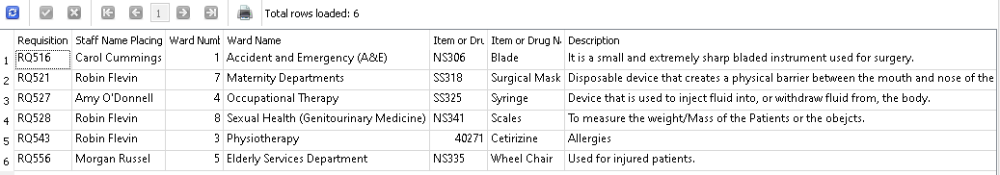 1 Total rows loaded: 6
Requisition Staff Name Placing Ward Numb Ward Name Item or Dru Item or Drug Na Description
1 RQ516 Carol Cummings 1 Accident and Emergency (A&E) NS306 Blade It is a small and extremely sharp bladed instrument used for surgery.
2 RQ521 Robin Flevin 7 Maternity Departments SS318 Surgical Mask Disposable device that creates a physical barrier between the mouth and nose of the
3 RQ527 Amy O'Donnell 4 Occupational Therapy SS325 Syringe Device that is used to inject fluid into, or withdraw fluid from, the body.
4 RQ528 Robin Flevin 8 Sexual Health (Genitourinary Medicine) NS341 Scales To measure the weight/Mass of the Patients or the obejcts.
5 RQ543 Robin Flevin 3 Physiotherapy 40271 Cetirizine Allergies
6 RQ556 Morgan Russel 5 Elderly Services Department NS335 Wheel Chair Used for injured patients.